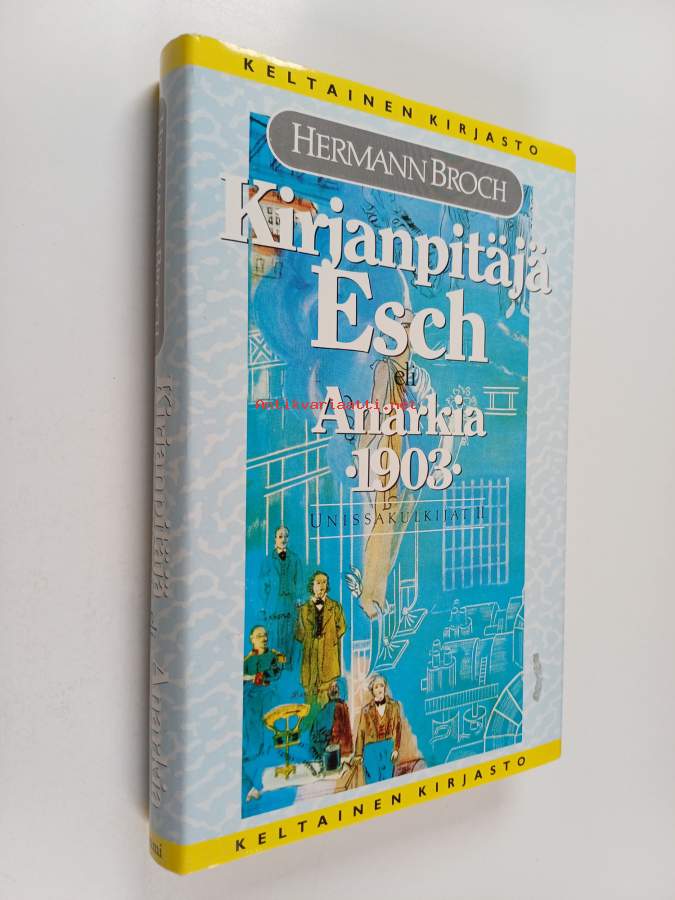 KELTAINEN KIRJASTO
HERMANN BROCH
Kirjanpitäjä
Esch
eli
Antikvariaatti.net
Anarkia
·1903·
UNISSAKULKIJAT II
KELTAINEN KIRJASTO